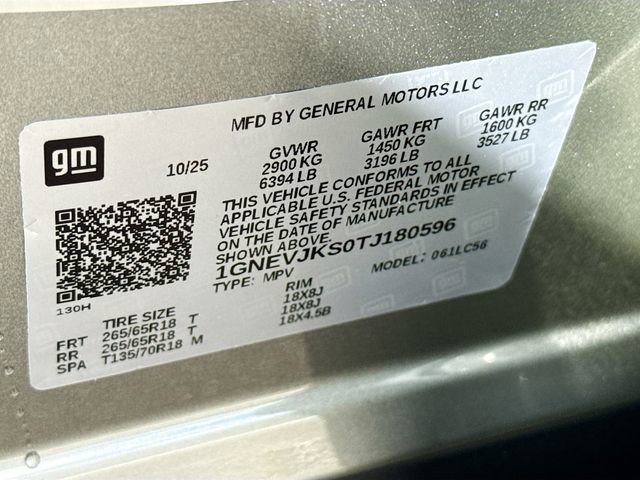 MFD BY GENERAL MOTORS LLC
gm
10/25
GVWR GAWR FRT GAWR RR
2900 KG 1450 KG 1600 KG
6394 LB 3196 LB 3527 LB
THIS VEHICLE CONFORMS TO ALL
APPLICABLE U.S. FEDERAL MOTOR
VEHICLE SAFETY STANDARDS IN EFFECT
ON THE DATE OF MANUFACTURE
SHOWN ABOVE.
1GNEVJKS0TJ180596
TYPE: MPV MODEL: 061LC56
130H
TIRE SIZE RIM
FRT 265/65R18 T 18X8J
RR 265/65R18 T 18X8J
SPA T135/70R18 M 18X4.5B